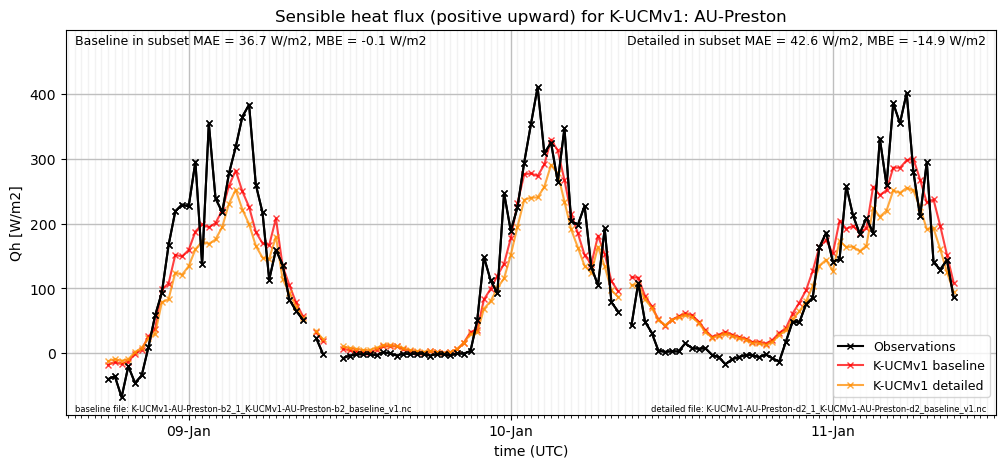 Sensible heat flux (positive upward) for K-UCMv1: AU-Preston
Baseline in subset MAE = 36.7 W/m2, MBE = -0.1 W/m2
Detailed in subset MAE = 42.6 W/m2, MBE = -14.9 W/m2
Qh [W/m2]
400
300
200
100
0
Observations
K-UCMv1 baseline
K-UCMv1 detailed
baseline file: K-UCMv1-AU-Preston-b2_1_K-UCMv1-AU-Preston-b2_baseline_v1.nc
detailed file: K-UCMv1-AU-Preston-d2_1_K-UCMv1-AU-Preston-d2_baseline_v1.nc
09-Jan
10-Jan
11-Jan
time (UTC)